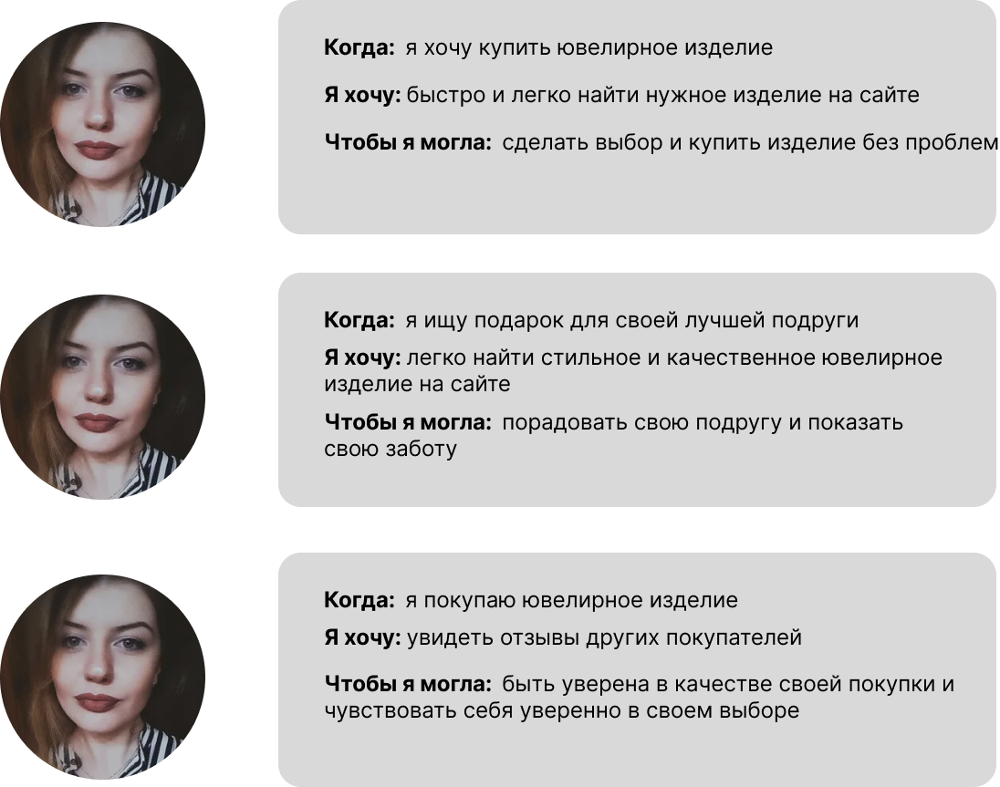 Когда: я хочу купить ювелирное изделие
Я хочу: быстро и легко найти нужное изделие на сайте
Чтобы я могла: сделать выбор и купить изделие без проблем
Когда: я ищу подарок для своей лучшей подруги
Я хочу: легко найти стильное и качественное ювелирное
изделие на сайте
Чтобы я могла: порадовать свою подругу и показать
свою заботу
Когда: я покупаю ювелирное изделие
Я хочу: увидеть отзывы других покупателей
Чтобы я могла: быть уверена в качестве своей покупки и
чувствовать себя уверенно в своем выборе